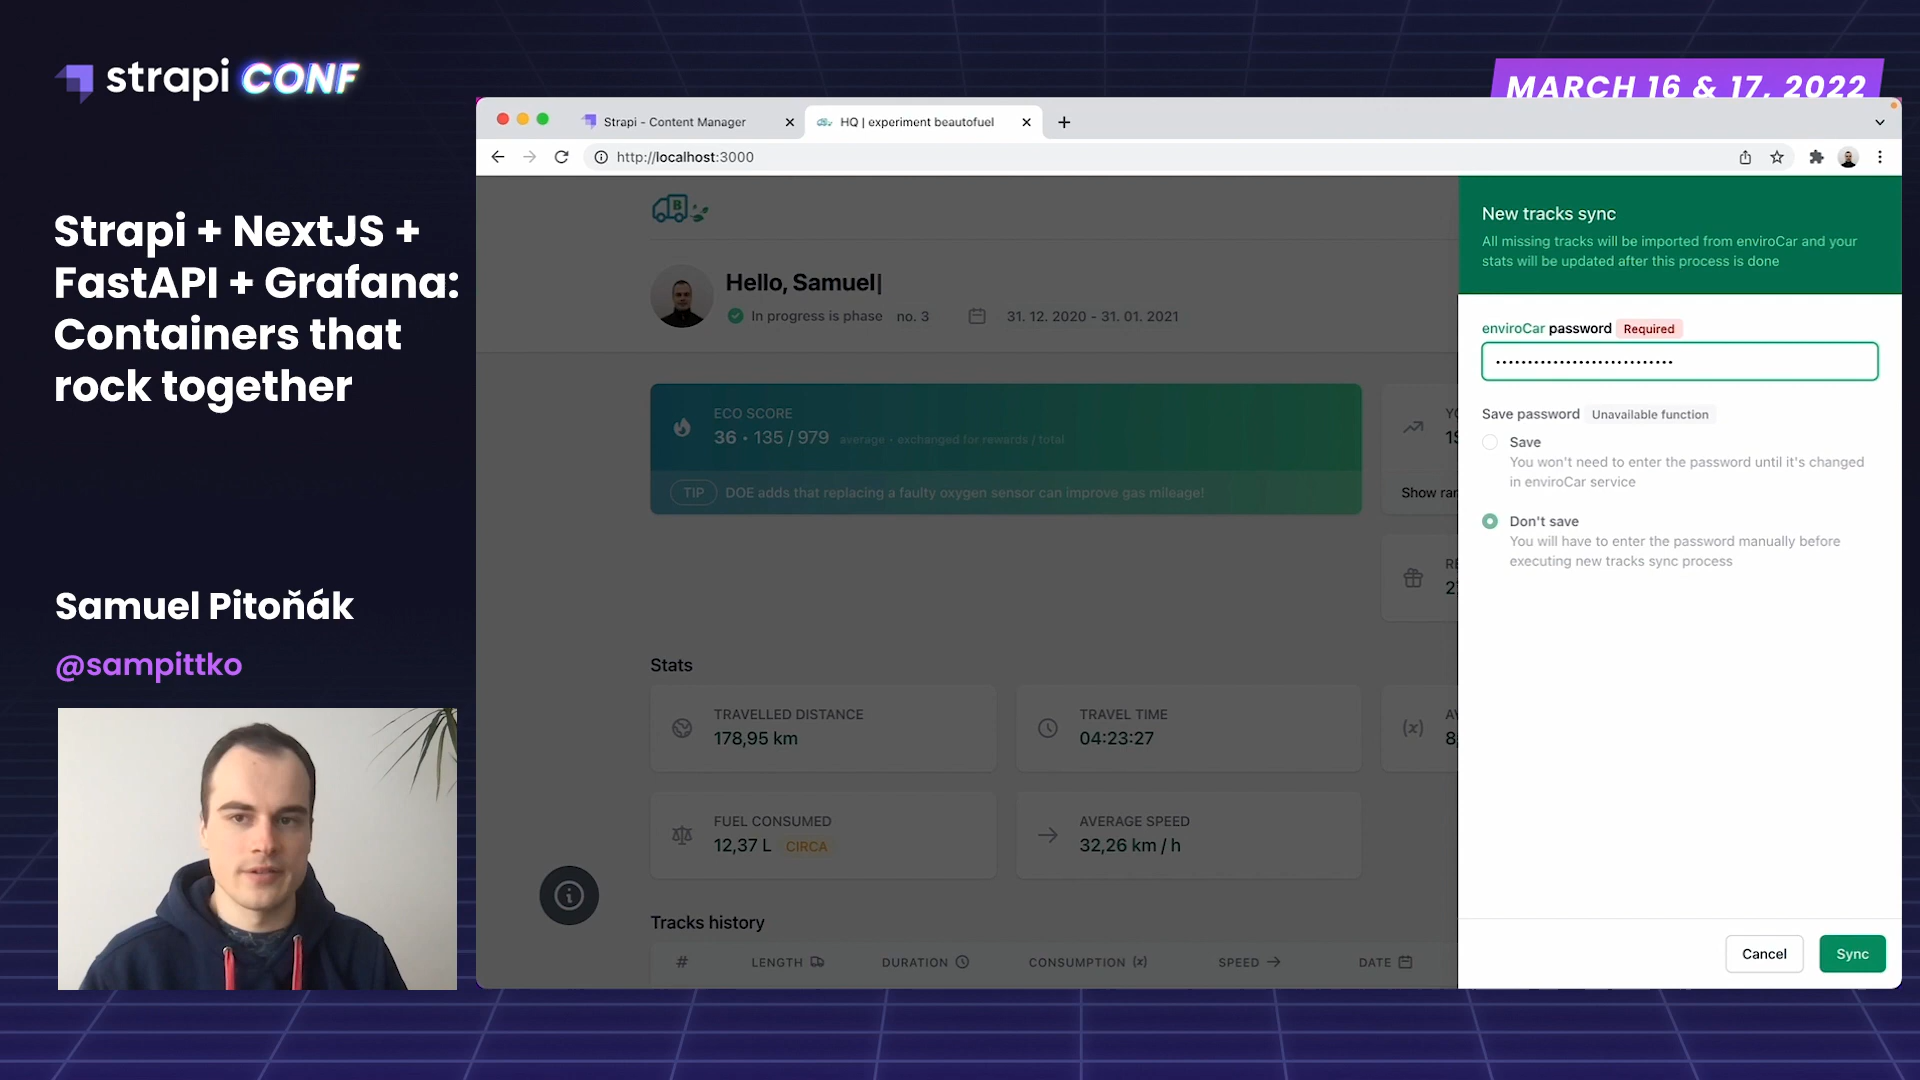 strapi CONF
MARCH 16 & 17, 2022
Strapi + NextJS +
FastAPI + Grafana:
Containers that
rock together
Samuel Pitoňák
@sampittko
Strapi - Content Manager
HQ | experiment beautofuel
http://localhost:3000
B
Hello, Samuel|
In progress is phase no. 3
31. 12. 2020 - 31. 01. 2021
ECO SCORE
36 • 135 / 979 average • exchanged for rewards / total
TIP DOE adds that replacing a faulty oxygen sensor can improve gas mileage!
Show
Stats
TRAVELLED DISTANCE
178,95 km
TRAVEL TIME
04:23:27
FUEL CONSUMED
12,37 L CIRCA
AVERAGE SPEED
32,26 km / h
Tracks history
# LENGTH DURATION CONSUMPTION (x) SPEED DATE
New tracks sync
All missing tracks will be imported from enviroCar and your
stats will be updated after this process is done
enviroCar password Required
Save password Unavailable function
Save
You won't need to enter the password until it's changed
in enviroCar service
Don't save
You will have to enter the password manually before
executing new tracks sync process
Cancel
Sync